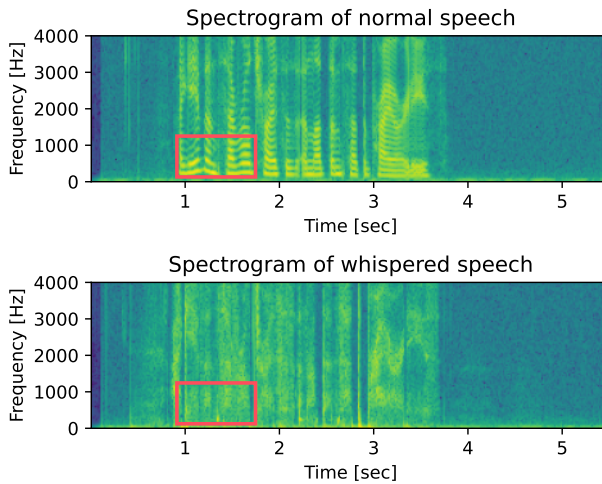 Spectrogram of normal speech
4000
3000
2000
1000
0
Frequency [Hz]
1 2 3 4 5
Time [sec]
Spectrogram of whispered speech
4000
3000
2000
1000
0
Frequency [Hz]
1 2 3 4 5
Time [sec]